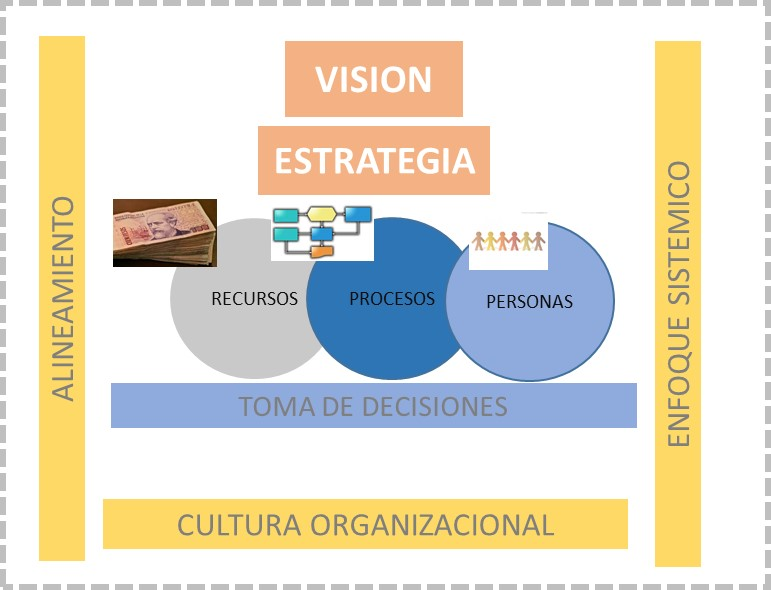 VISION
ESTRATEGIA
ALINEAMIENTO
RECURSOS
PROCESOS
PERSONAS
ENFOQUE SISTEMICO
TOMA DE DECISIONES
CULTURA ORGANIZACIONAL